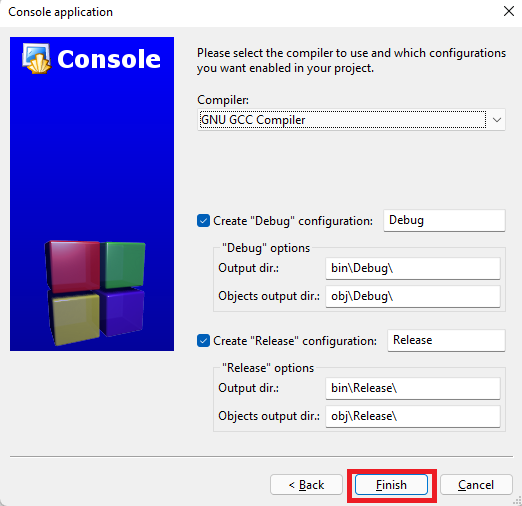 Console application
Console
Please select the compiler to use and which configurations
you want enabled in your project.
Compiler:
GNU GCC Compiler
Create "Debug" configuration: Debug
"Debug" options
Output dir.: bin\Debug\
Objects output dir.: obj\Debug\
Create "Release" configuration: Release
"Release" options
Output dir.: bin\Release\
Objects output dir.: obj\Release\
< Back Finish Cancel